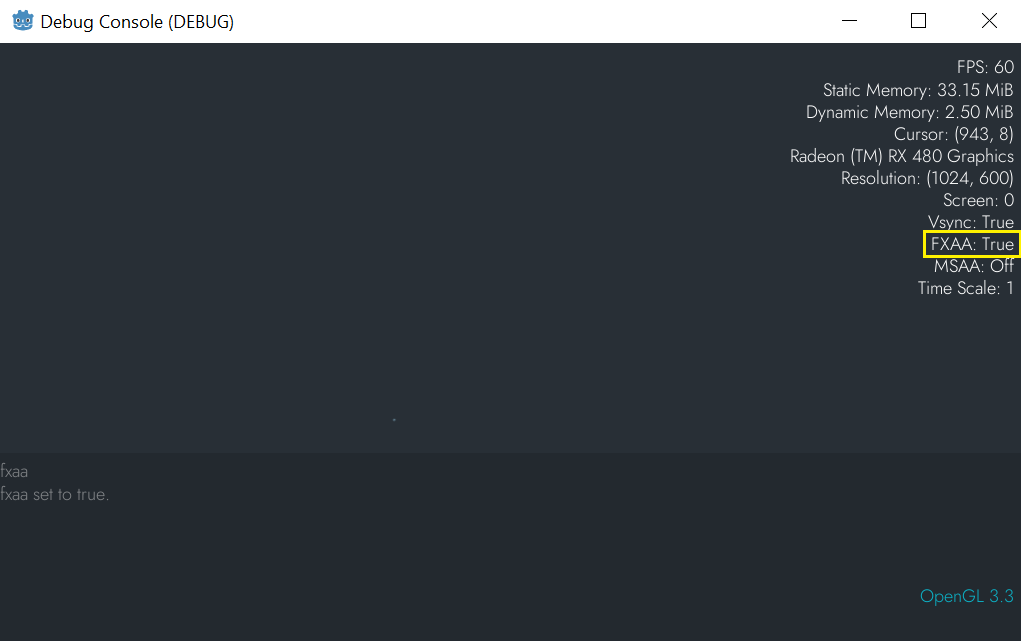 Debug Console (DEBUG)
FPS: 60
Static Memory: 33.15 MiB
Dynamic Memory: 2.50 MiB
Cursor: (943, 8)
Radeon (TM) RX 480 Graphics
Resolution: (1024, 600)
Screen: 0
Vsync: True
FXAA: True
MSAA: Off
Time Scale: 1
fxaa
fxaa set to true.
OpenGL 3.3